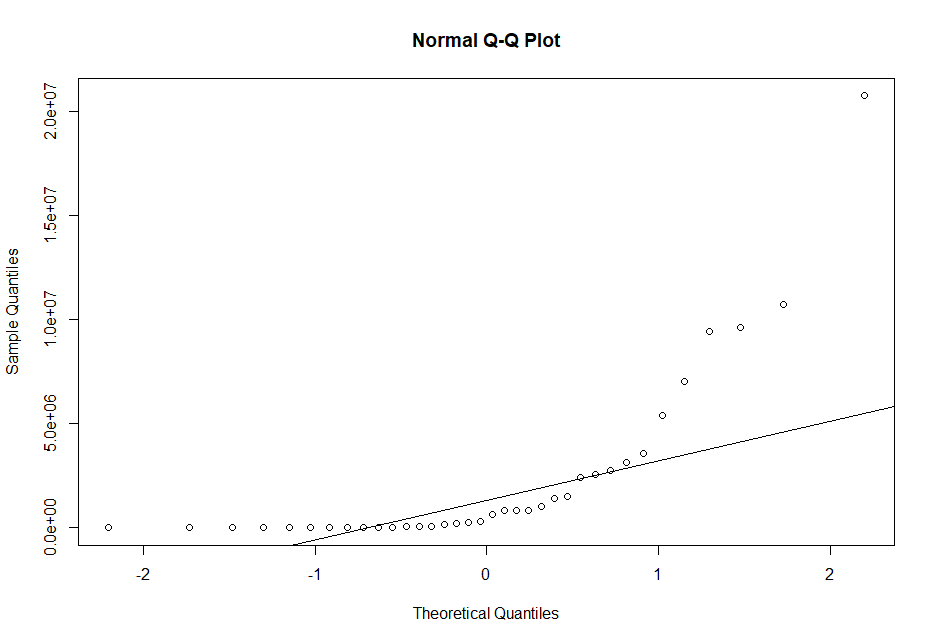 Normal Q-Q Plot
2.0e+07
1.5e+07
1.0e+07
5.0e+06
0.0e+00
Sample Quantiles
-2 -1 0 1 2
Theoretical Quantiles